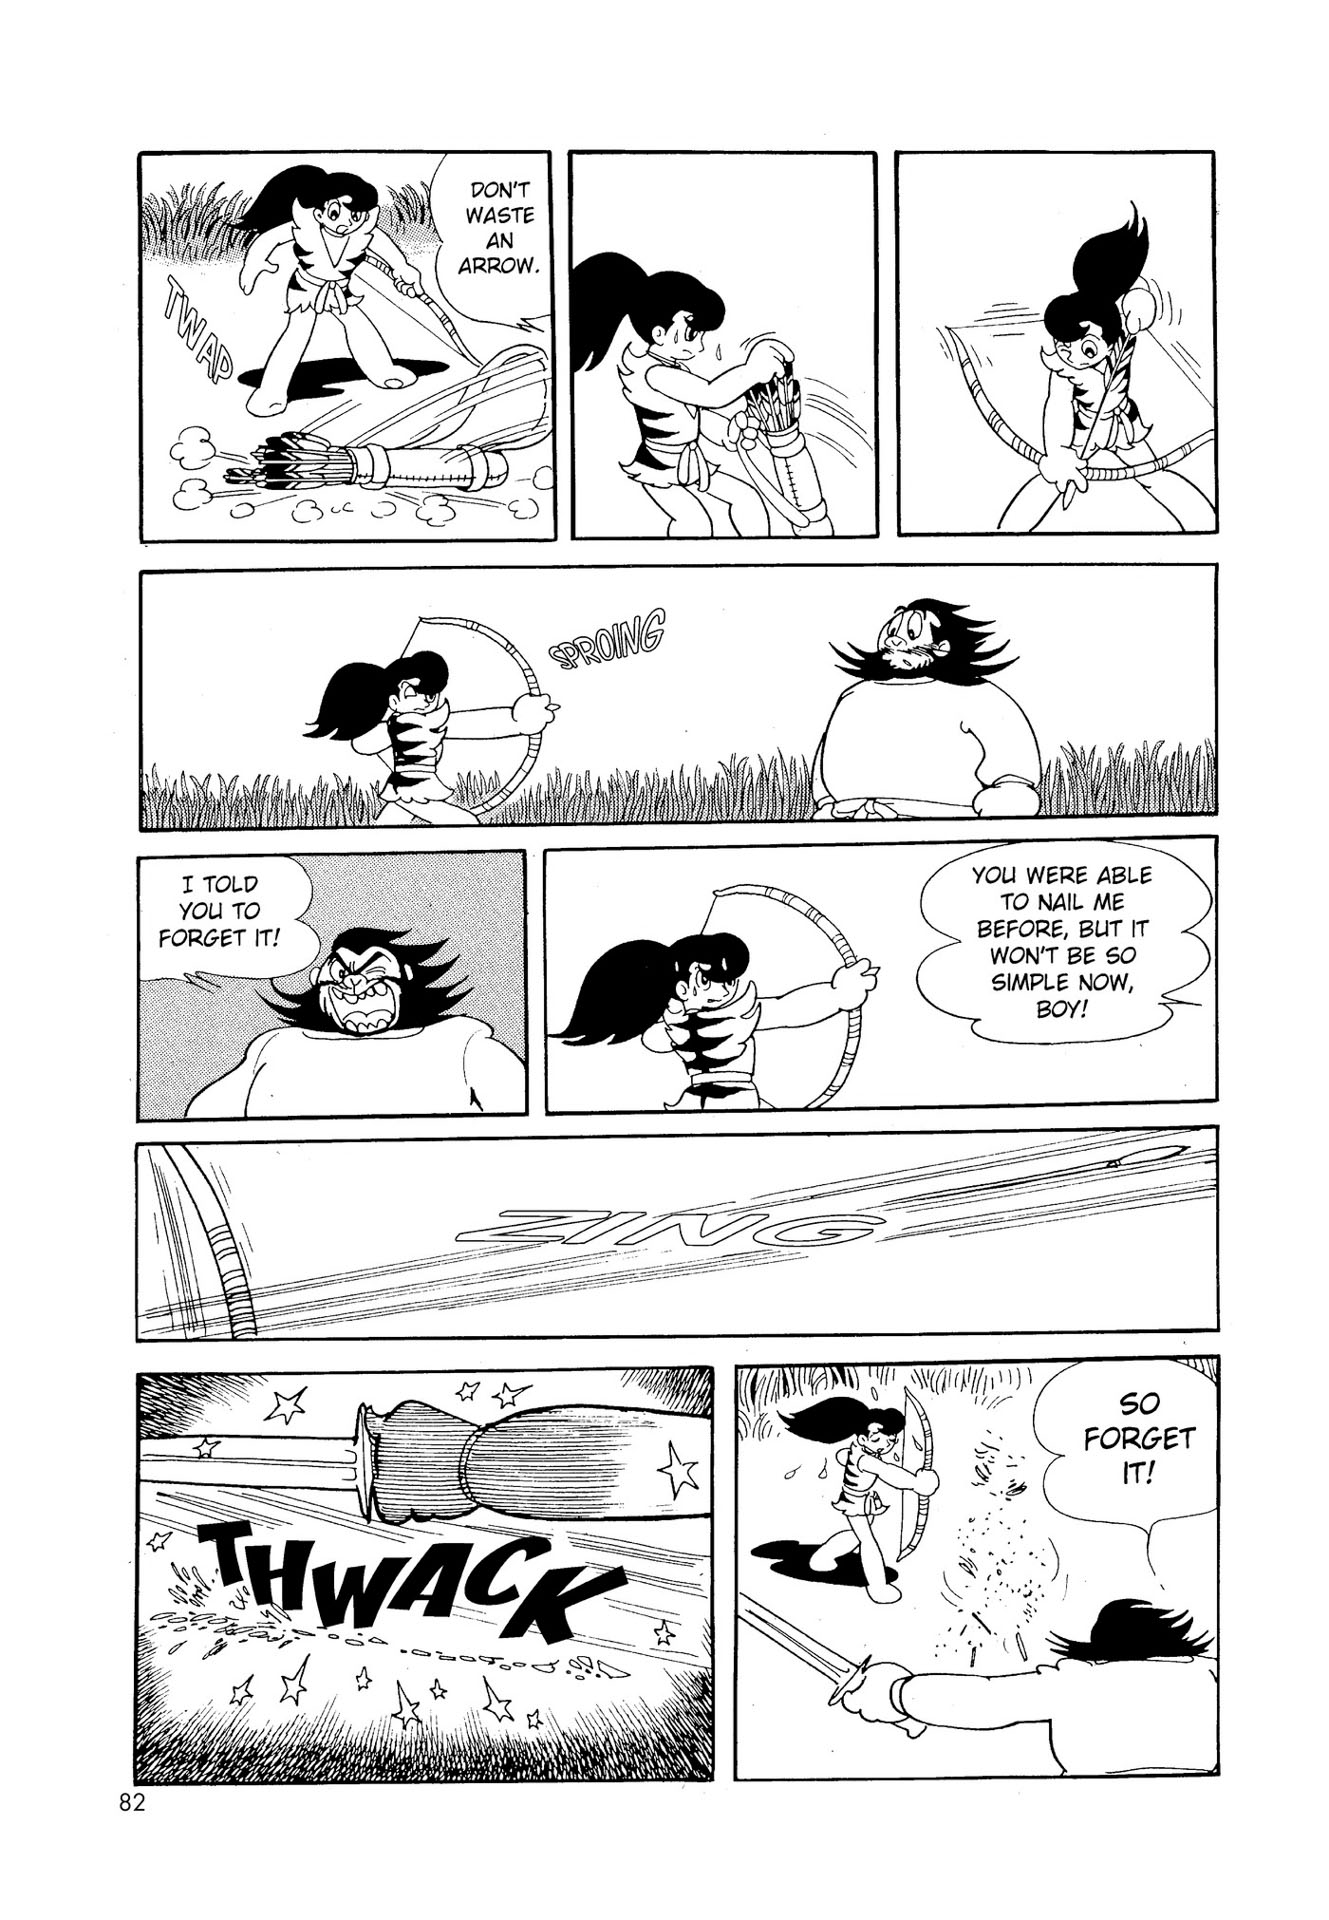 DON'T
WASTE
AN
ARROW.
TWAP
SPROING
I TOLD
YOU TO
FORGET IT!
YOU WERE ABLE
TO NAIL ME
BEFORE, BUT IT
WON'T BE SO
SIMPLE NOW,
BOY!
ZING
THWACK
SO
FORGET
IT!
82